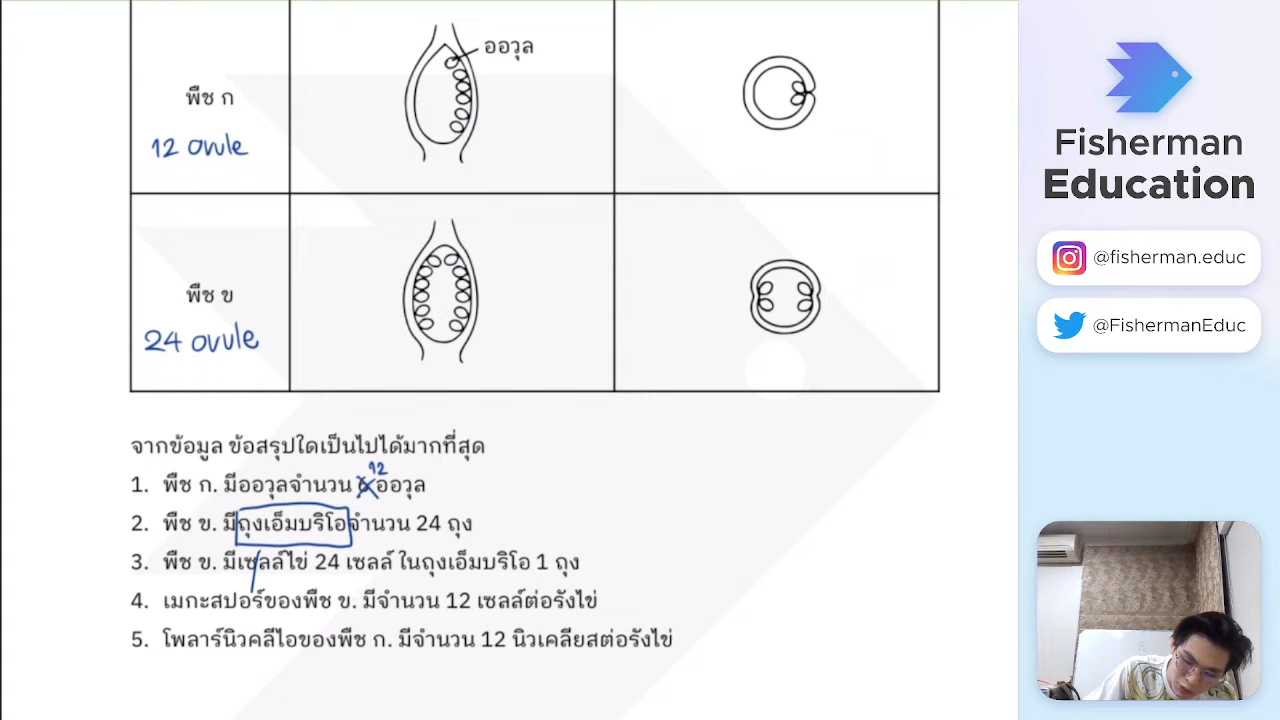 ออวุล
พืช ก
12 ovule
พืช ข
24 ovule
จากข้อมูล ข้อสรุปใดเป็นไปได้มากที่สุด
12
1. พืช ก. มีออวุลจำนวน 6 ออวุล
2. พืช ข. มีถุงเอ็มบริโอจำนวน 24 ถุง
3. พืช ข. มีเซลล์ไข่ 24 เซลล์ ในถุงเอ็มบริโอ 1 ถุง
4. เมกะสปอร์ของพืช ข. มีจำนวน 12 เซลล์ต่อรังไข่
5. โพลาร์นิวคลีไอของพืช ก. มีจำนวน 12 นิวเคลียสต่อรังไข่
Fisherman
Education
@fisherman.educ
@FishermanEduc